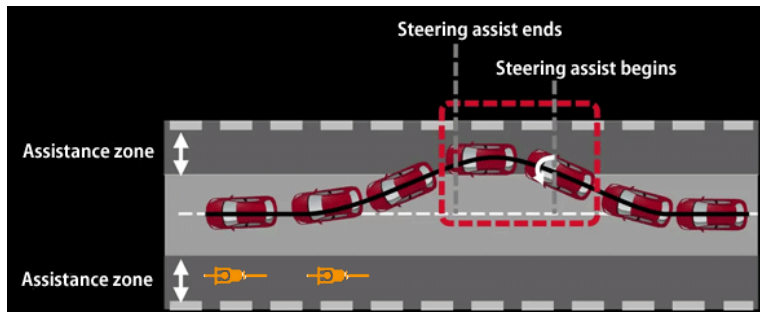 Steering assist ends
Steering assist begins
Assistance zone
Assistance zone